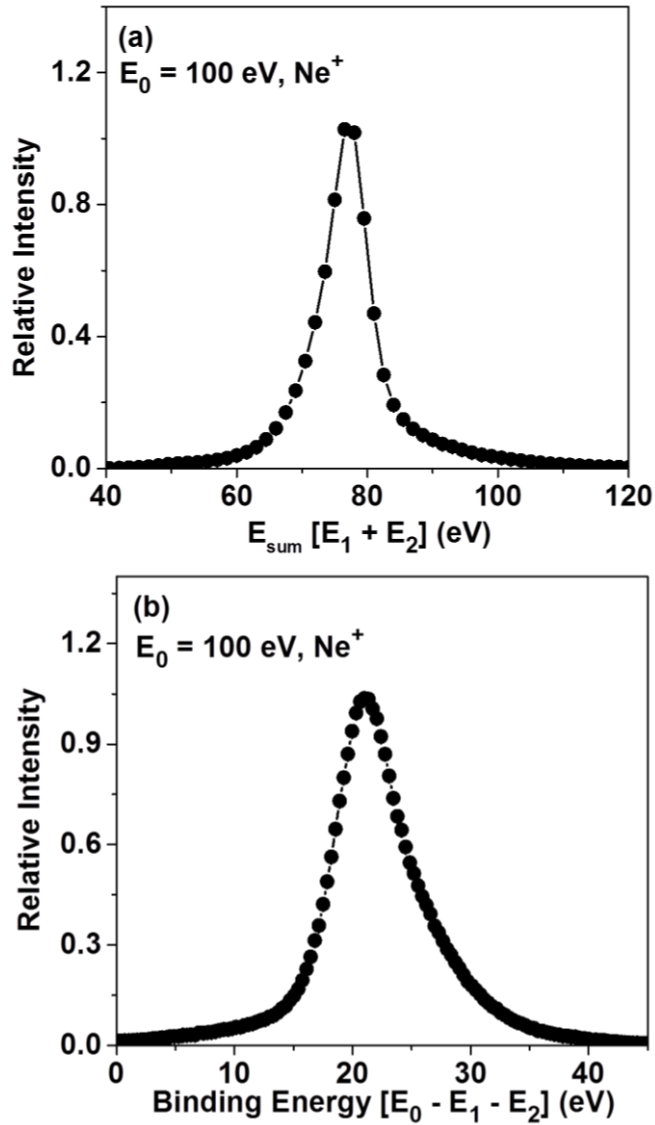 (a)
E₀ = 100 eV, Ne⁺
Relative Intensity
1.2
0.8
0.4
0.0
40 60 80 100 120
E_sum [E₁ + E₂] (eV)
(b)
E₀ = 100 eV, Ne⁺
Relative Intensity
1.2
0.9
0.6
0.3
0.0
0 10 20 30 40
Binding Energy [E₀ - E₁ - E₂] (eV)